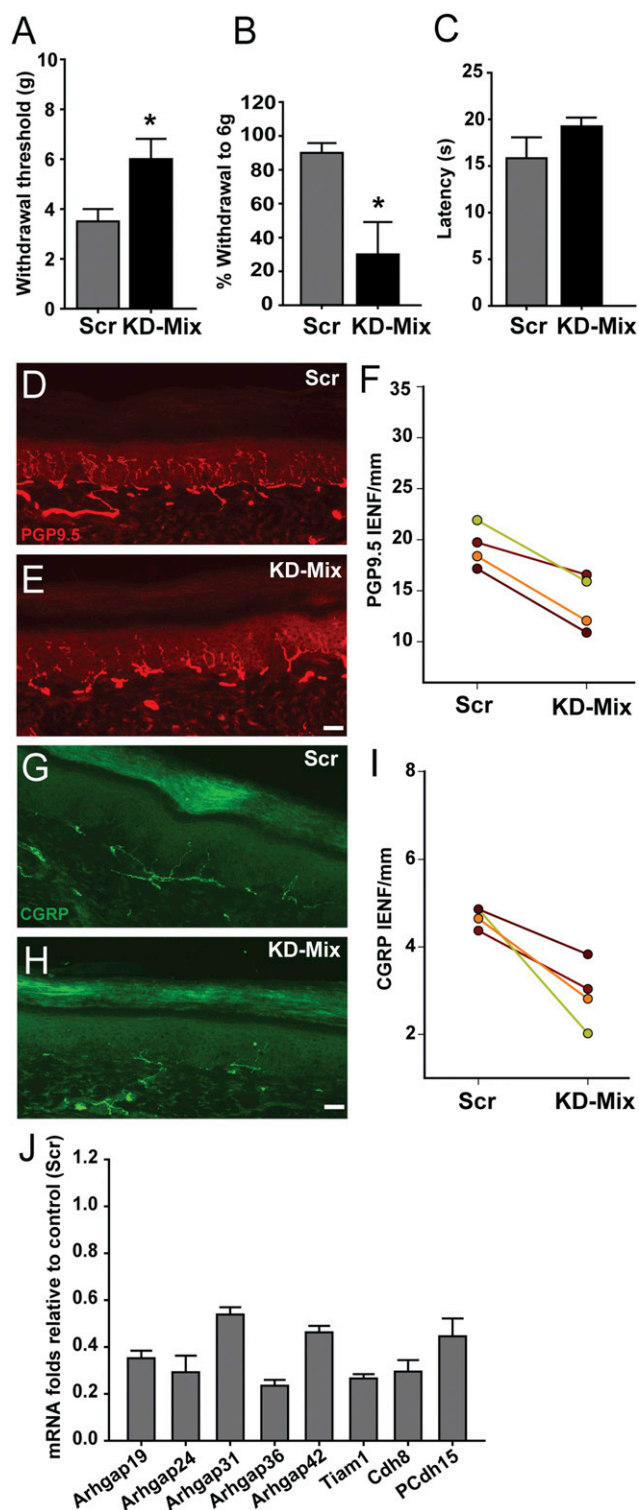 A
B
C
Withdrawal threshold (g)
10
8
6
4
2
0
*
Scr KD-Mix
% Withdrawal to 6g
120
100
80
60
40
20
0
*
Scr KD-Mix
Latency (s)
25
20
15
10
5
0
Scr KD-Mix
D
Scr
PGP9.5
E
KD-Mix
F
PGP9.5 IENF/mm
35
30
25
20
15
10
Scr KD-Mix
G
Scr
CGRP
H
KD-Mix
I
CGRP IENF/mm
8
6
4
2
Scr KD-Mix
J
mRNA folds relative to control (Scr)
1.2
1.0
0.8
0.6
0.4
0.2
0.0
Arhgap19
Arhgap24
Arhgap31
Arhgap36
Arhgap42
Tiam1
Cdh8
PCdh15